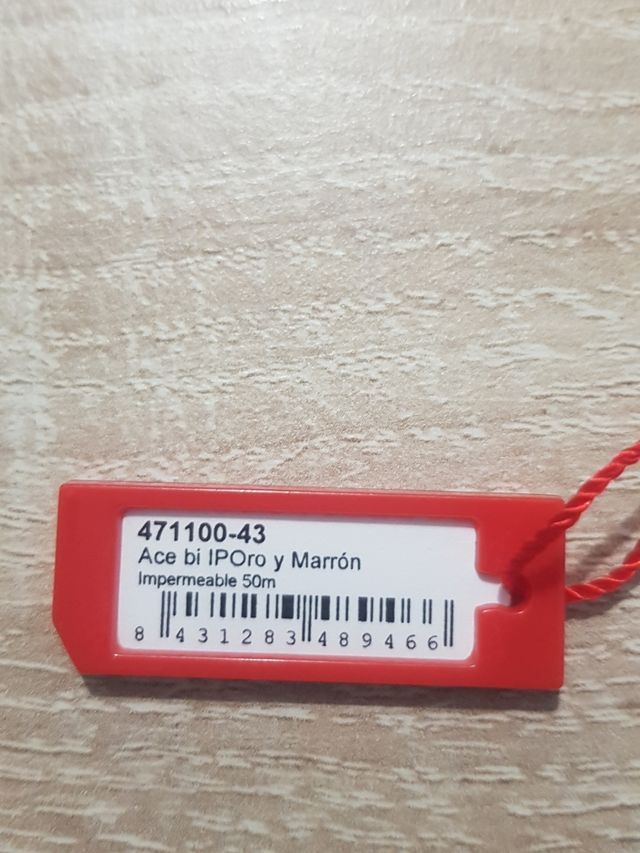 471100-43
Ace bi IPOro y Marrón
Impermeable 50m
8 431283 489466